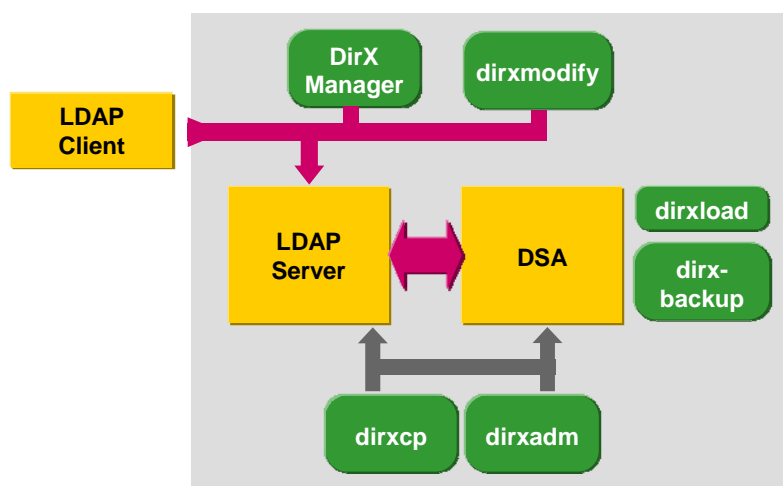 DirX
Manager
dirxmodify
LDAP
Client
LDAP
Server
DSA
dirxload
dirx-
backup
dirxcp
dirxadm